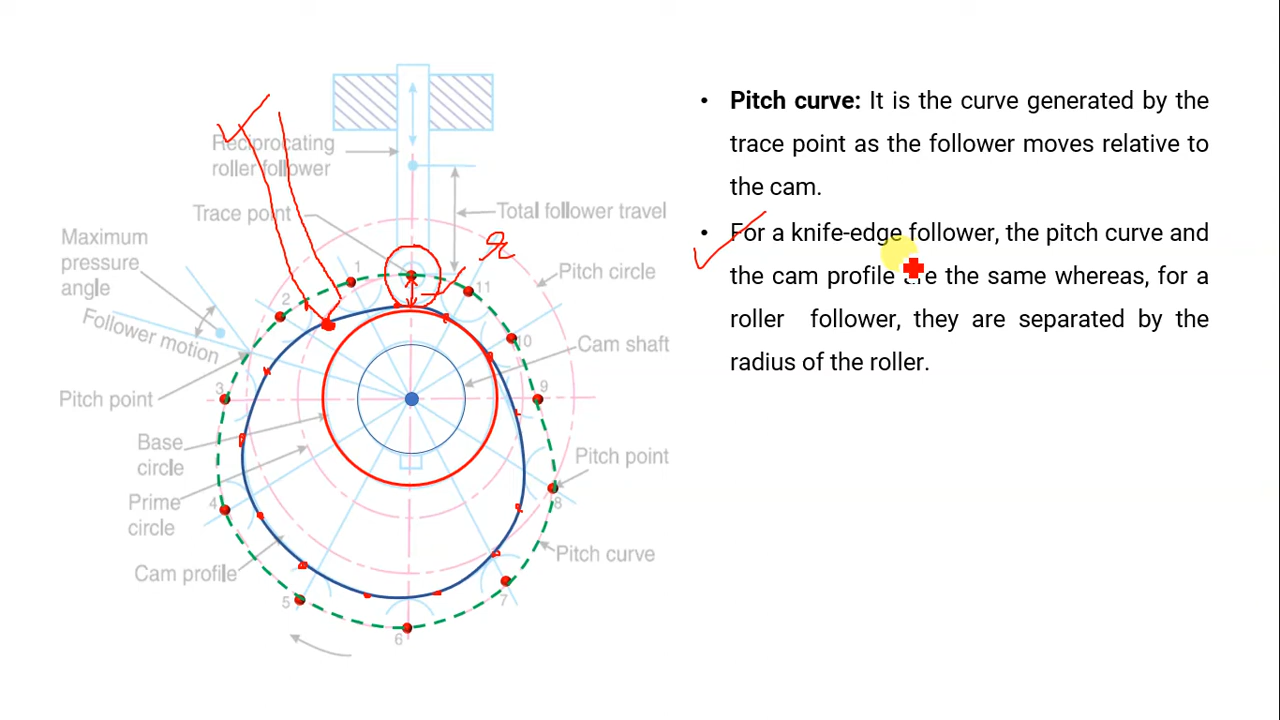 Reciprocating
roller follower
Trace point
Total follower travel
Maximum
pressure
angle
Pitch circle
Follower motion
Cam shaft
Pitch point
Base
circle
Prime
circle
Cam profile
Pitch point
Pitch curve
1
2
3
4
5
6
7
8
9
10
11
r
• Pitch curve: It is the curve generated by the
trace point as the follower moves relative to
the cam.
• For a knife-edge follower, the pitch curve and
the cam profile are the same whereas, for a
roller follower, they are separated by the
radius of the roller.